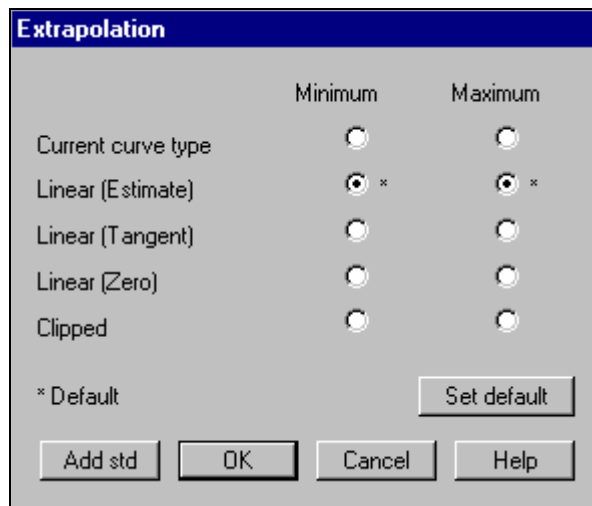 Extrapolation
Minimum Maximum
Current curve type
Linear (Estimate) * *
Linear (Tangent)
Linear (Zero)
Clipped
* Default Set default
Add std OK Cancel Help